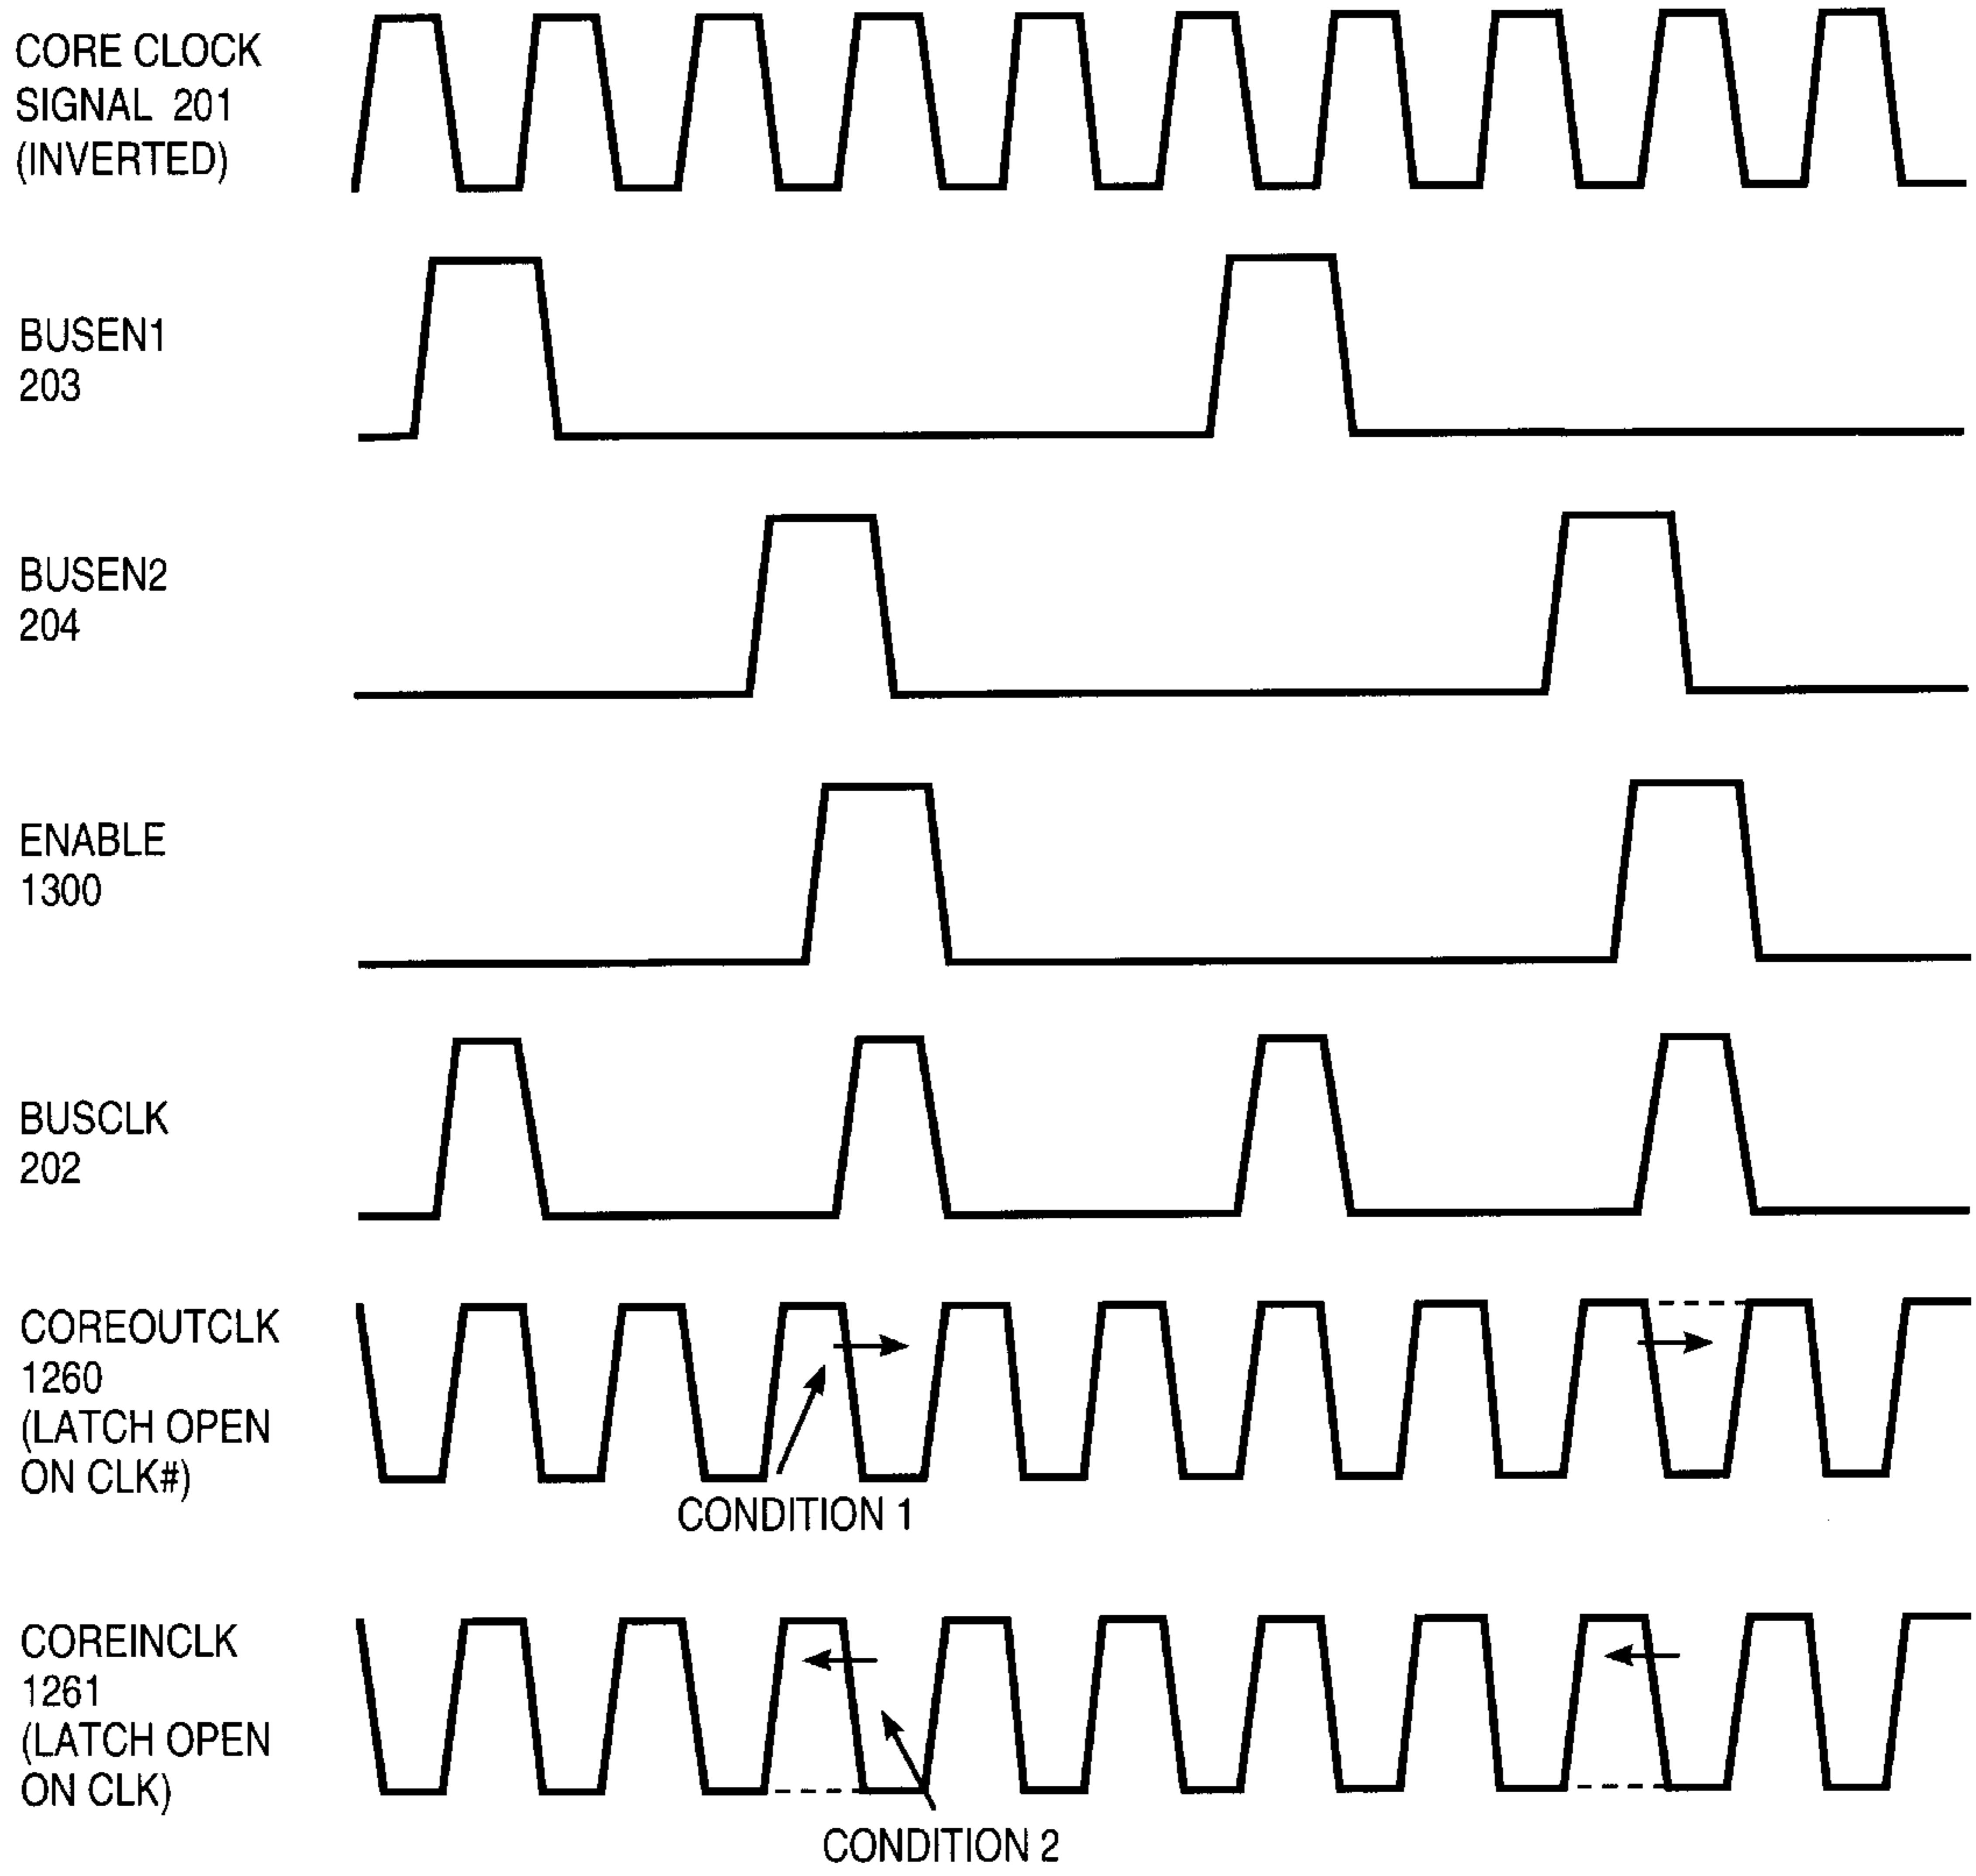 CORE CLOCK
SIGNAL 201
(INVERTED)
BUSEN1
203
BUSEN2
204
ENABLE
1300
BUSCLK
202
COREOUTCLK
1260
(LATCH OPEN
ON CLK#)
CONDITION 1
COREINCLK
1261
(LATCH OPEN
ON CLK)
CONDITION 2